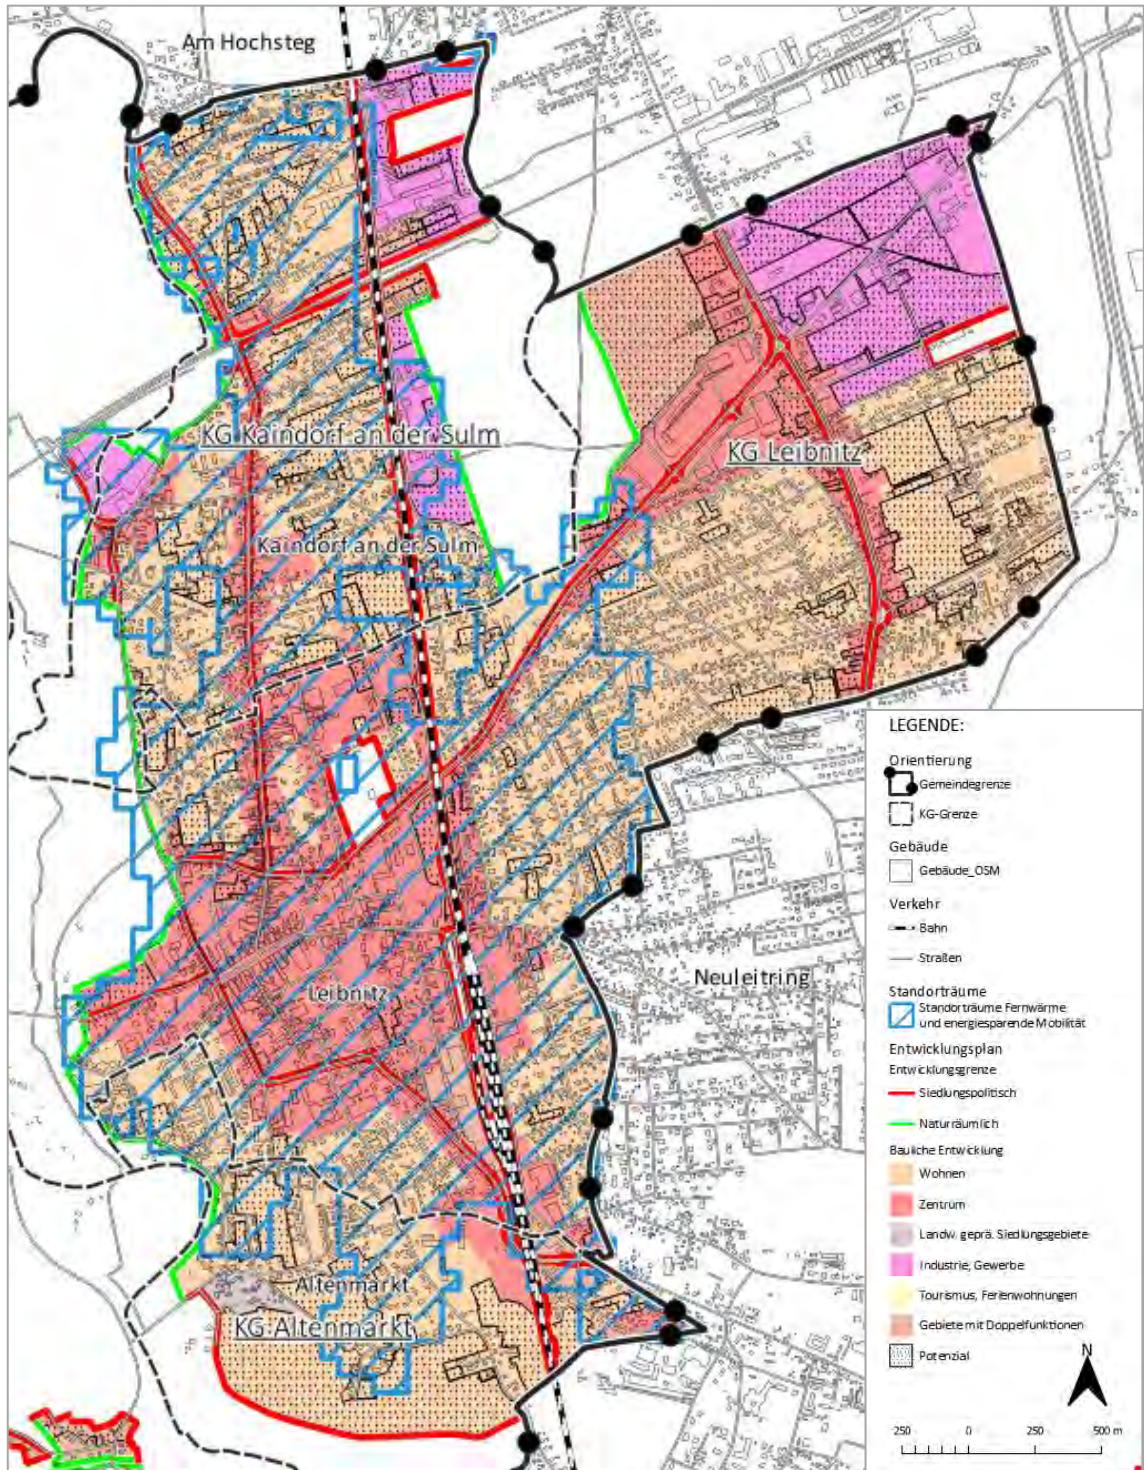 Am Hochsteg
KG Kaindorf an der Sulm
KG Leibnitz
Kaindorf an der Sulm
Neuleitring
Leibnitz
Altenmarkt
KG Altenmarkt
LEGENDE:
Orientierung
Gemeindegrenze
KG-Grenze
Gebäude
Gebäude_OSM
Verkehr
Bahn
Straßen
Standorträume
Standorträume Fernwärme
und energiesparende Mobilität
Entwicklungsplan
Entwicklungsgrenze
Siedlungspolitisch
Naturräumlich
Bauliche Entwicklung
Wohnen
Zentrum
Landw. geprä. Siedlungsgebiete
Industrie, Gewerbe
Tourismus, Ferienwohnungen
Gebiete mit Doppelfunktionen
Potenzial
N
250 0 250 500 m